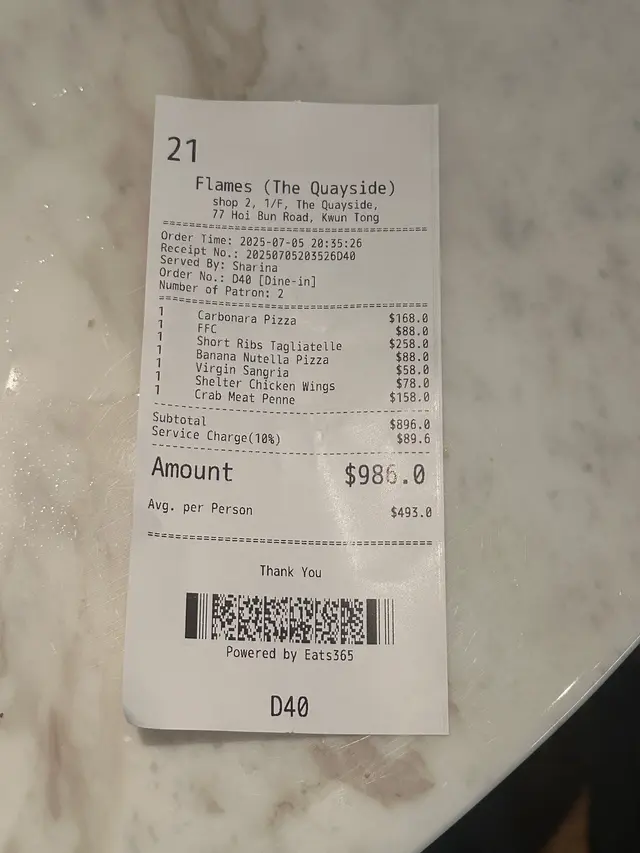 21
Flames (The Quayside)
shop 2, 1/F, The Quayside,
77 Hoi Bun Road, Kwun Tong
Order Time: 2025-07-05 20:35:26
Receipt No.: 20250705203526D40
Served By: Sharina
Order No.: D40 [Dine-in]
Number of Patron: 2
1 Carbonara Pizza $168.0
1 FFC $88.0
1 Short Ribs Tagliatelle $258.0
1 Banana Nutella Pizza $88.0
1 Virgin Sangria $58.0
1 Shelter Chicken Wings $78.0
1 Crab Meat Penne $158.0
Subtotal $896.0
Service Charge(10%) $89.6
Amount $986.0
Avg. per Person $493.0
Thank You
Powered by Eats365
D40